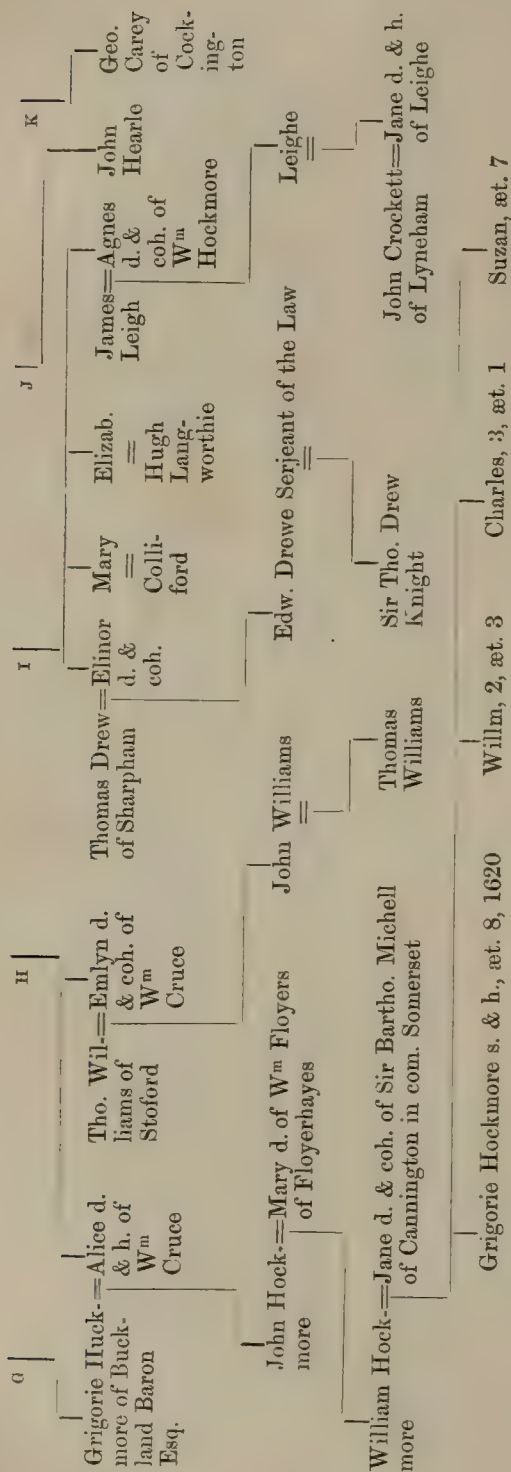 G
H
I
J
K
Grigorie Huck-=Alice d.
more of Buck- & h. of
land Baron Wm
Esq. Cruce
Tho. Wil-=Emlyn d.
liams of & coh. of
Stoford Wm
Cruce
Thomas Drew=Elinor
of Sharpham d. &
coh.
Mary
=
Colli-
ford
Elizab.
=
Hugh
Lang-
worthie
James=Agnes
Leigh d. &
coh. of
Wm
Hockmore
John
Hearle
Geo.
Carey
of
Cock-
ing-
ton
John Hock-=Mary d. of Wm Floyers
more of Floyerhayes
John Williams
=
Edw. Drewe Serjeant of the Law
=
Leighe
=
William Hock-=Jane d. & coh. of Sir Bartho. Michell
more of Cannington in com. Somerset
Thomas
Williams
Sir Tho. Drew
Knight
John Crockett=Jane d. & h.
of Lyneham of Leighe
Grigorie Hockmore s. & h., æt. 8, 1620
Willm, 2, æt. 3
Charles, 3, æt. 1
Suzan, æt. 7